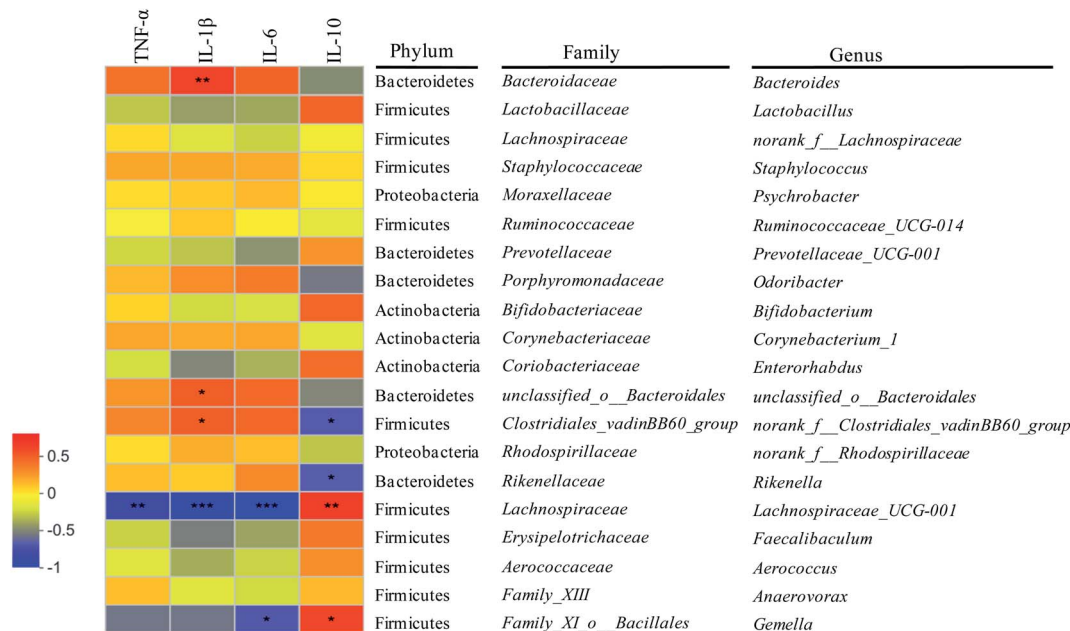 TNF-α IL-1β IL-6 IL-10
Phylum Family Genus
** Bacteroidetes Bacteroidaceae Bacteroides
Firmicutes Lactobacillaceae Lactobacillus
Firmicutes Lachnospiraceae norank_f__Lachnospiraceae
Firmicutes Staphylococcaceae Staphylococcus
Proteobacteria Moraxellaceae Psychrobacter
Firmicutes Ruminococcaceae Ruminococcaceae_UCG-014
Bacteroidetes Prevotellaceae Prevotellaceae_UCG-001
Bacteroidetes Porphyromonadaceae Odoribacter
Actinobacteria Bifidobacteriaceae Bifidobacterium
Actinobacteria Corynebacteriaceae Corynebacterium_1
Actinobacteria Coriobacteriaceae Enterorhabdus
* Bacteroidetes unclassified_o__Bacteroidales unclassified_o__Bacteroidales
* * Firmicutes Clostridiales_vadinBB60_group norank_f__Clostridiales_vadinBB60_group
Proteobacteria Rhodospirillaceae norank_f__Rhodospirillaceae
* Bacteroidetes Rikenellaceae Rikenella
** *** *** ** Firmicutes Lachnospiraceae Lachnospiraceae_UCG-001
Firmicutes Erysipelotrichaceae Faecalibaculum
Firmicutes Aerococcaceae Aerococcus
Firmicutes Family_XIII Anaerovorax
* * Firmicutes Family_XI_o__Bacillales Gemella
0.5
0
-0.5
-1